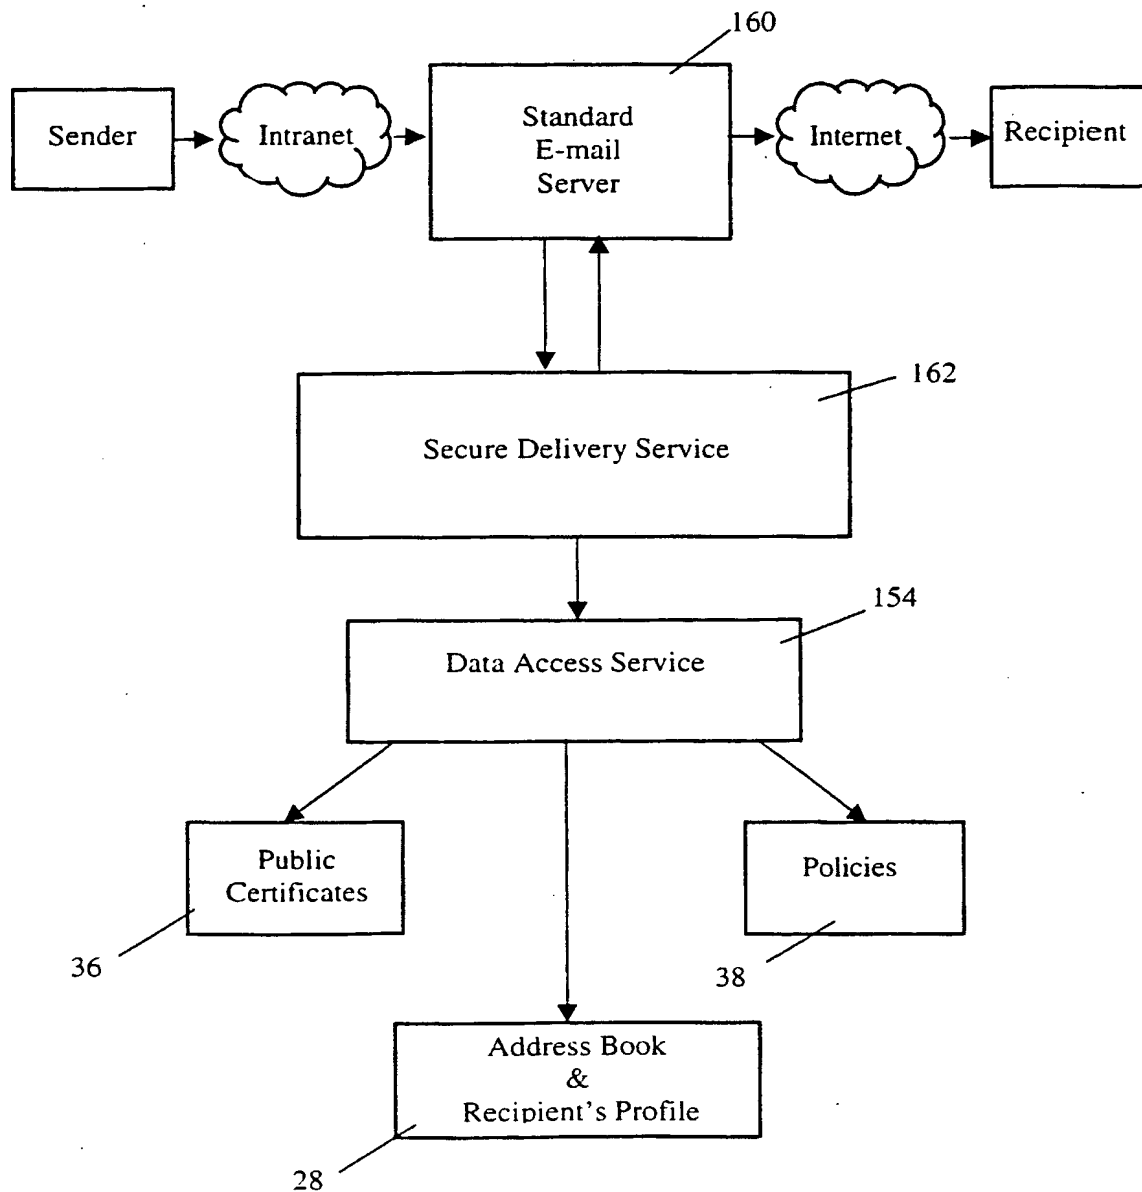 160
Sender
Intranet
Standard
E-mail
Server
Internet
Recipient
162
Secure Delivery Service
154
Data Access Service
Public
Certificates
Policies
36
38
Address Book
&
Recipient's Profile
28